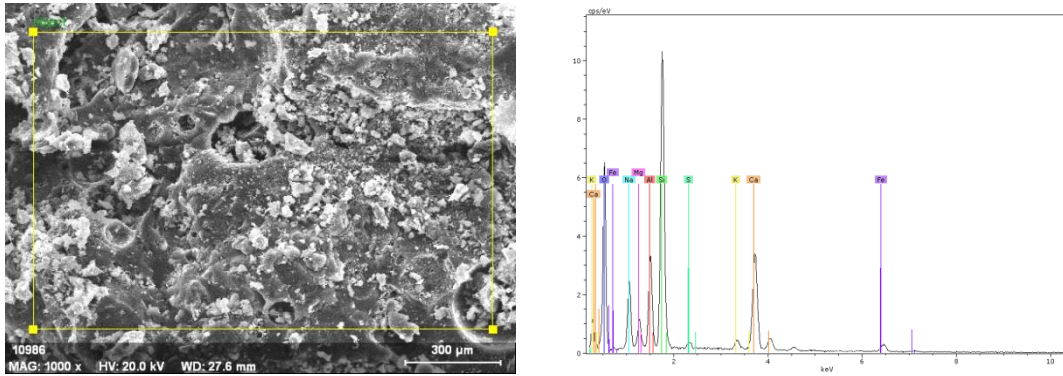 10986
MAG: 1000 x HV: 20.0 kV WD: 27.6 mm
300 µm
cps/eV
10
8
6
4
2
0
K
Ca
O
Fe
Na
Mg
Al
Si
S
K
Ca
Fe
2
4
6
8
10
keV